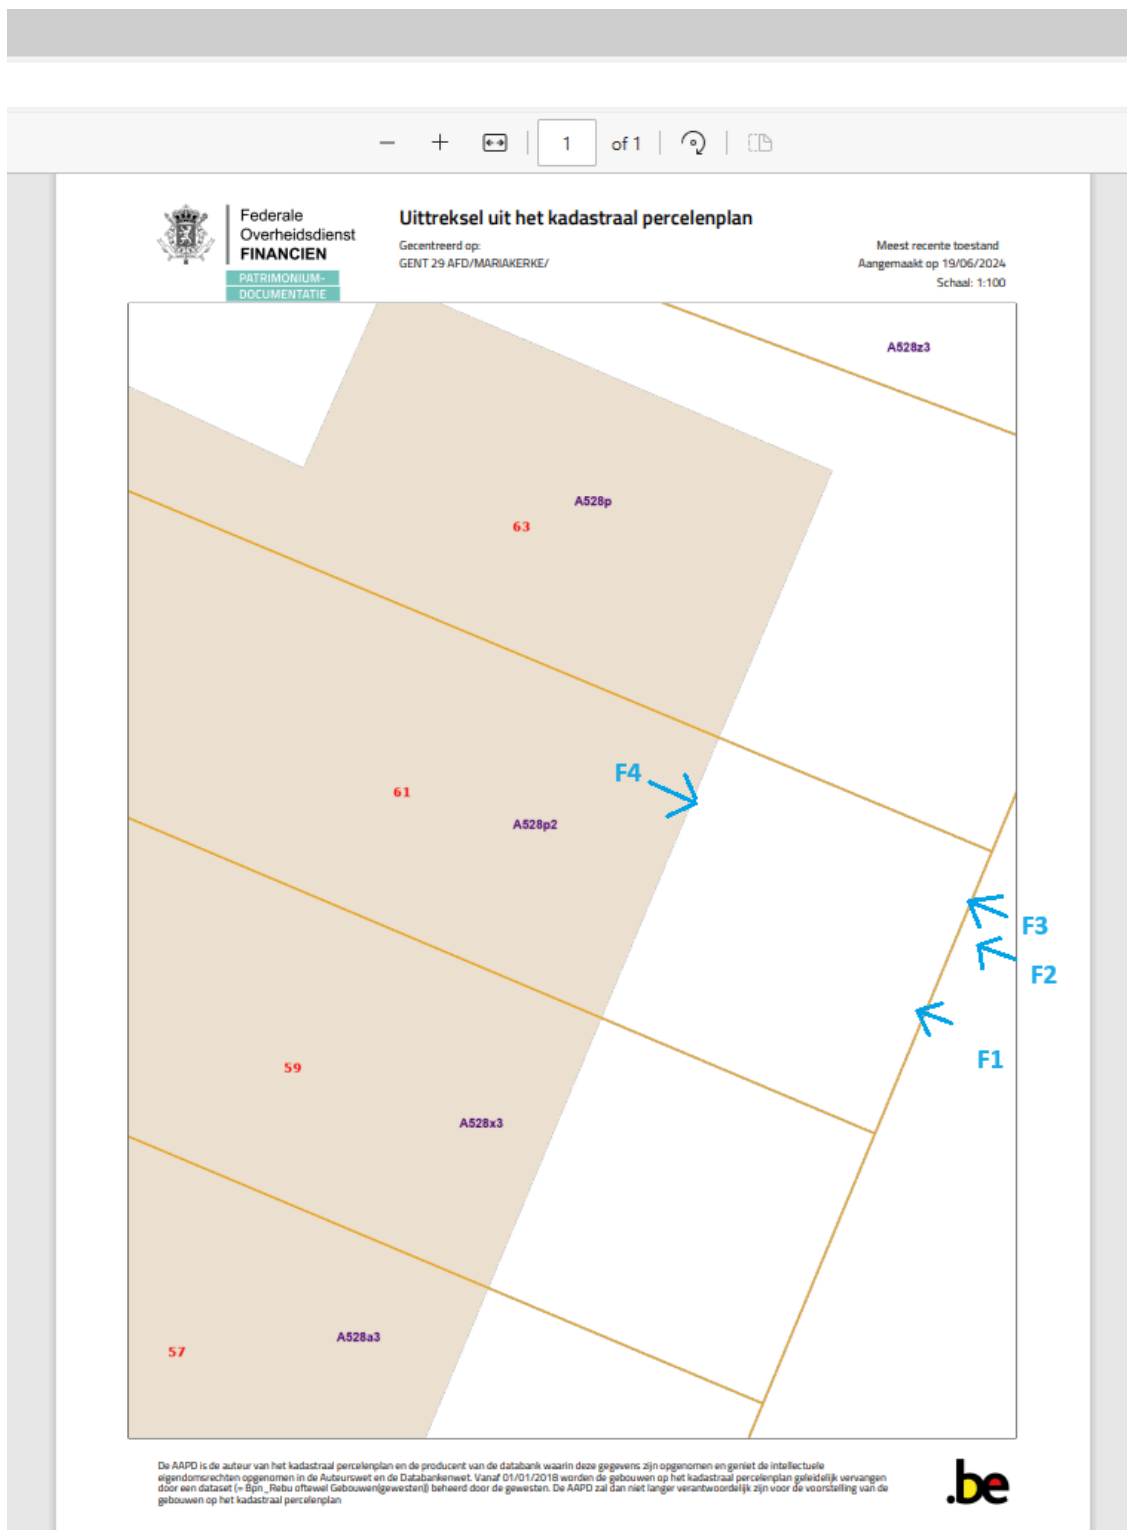 1 of 1
Federale
Overheidsdienst
FINANCIEN
PATRIMONIUM-
DOCUMENTATIE
Uittreksel uit het kadastraal percelenplan
Gecentreerd op:
GENT 29 AFD/MARIAKERKE/
Meest recente toestand
Aangemaakt op 19/06/2024
Schaal: 1:100
A528z3
A528p
63
F4
61
A528p2
F3
F2
F1
59
A528x3
A528a3
57
De AAPD is de auteur van het kadastraal percelenplan en de producent van de databank waarin deze gegevens zijn opgenomen en geniet de intellectuele
eigendomsrechten opgenomen in de Auteurswet en de Databankenwet. Vanaf 01/01/2018 worden de gebouwen op het kadastraal percelenplan geleidelijk vervangen
door een dataset (= Bpn_Rebu oftewel Gebouwen(gewesten)) beheerd door de gewesten. De AAPD zal dan niet langer verantwoordelijk zijn voor de voorstelling van de
gebouwen op het kadastraal percelenplan
.be